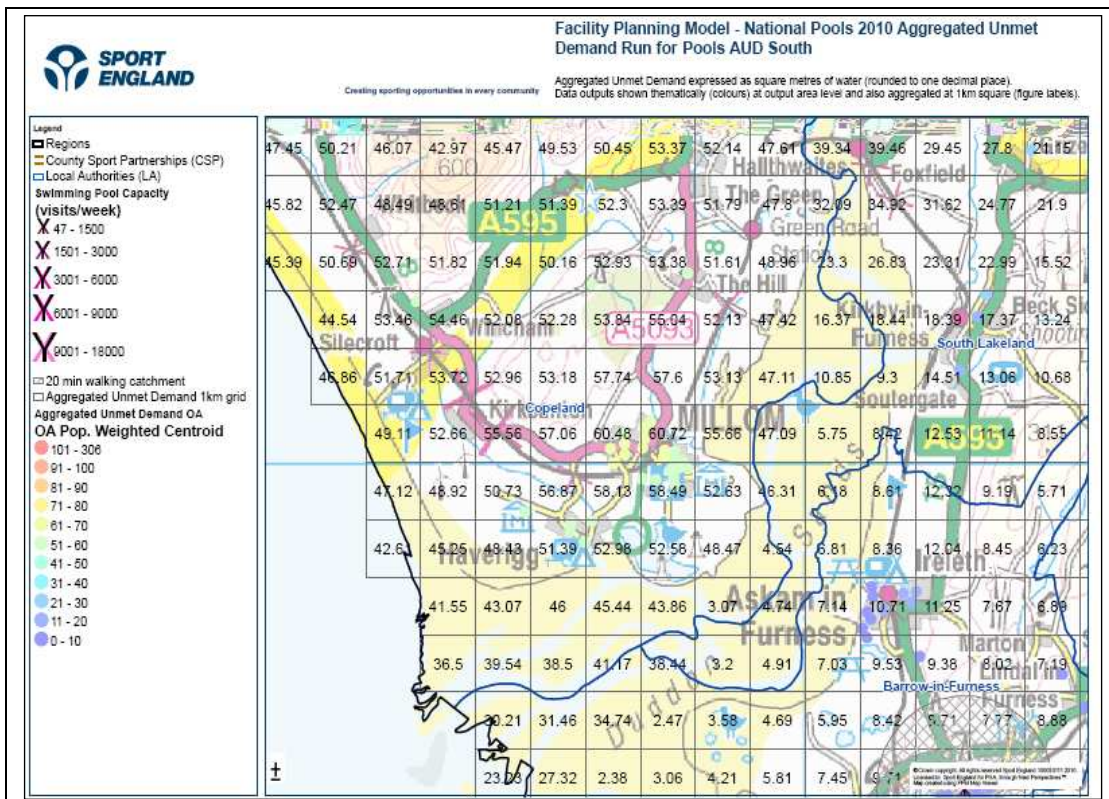 SPORT
ENGLAND
Creating sporting opportunities in every community
Facility Planning Model - National Pools 2010 Aggregated Unmet
Demand Run for Pools AUD South
Aggregated Unmet Demand expressed as square metres of water (rounded to one decimal place).
Data outputs shown thematically (colours) at output area level and also aggregated at 1km square (figure labels).
Legend
Regions
County Sport Partnerships (CSP)
Local Authorities (LA)
Swimming Pool Capacity
(visits/week)
47 - 1500
1501 - 3000
3001 - 6000
6001 - 9000
9001 - 18000
20 min walking catchment
Aggregated Unmet Demand 1km grid
Aggregated Unmet Demand OA
OA Pop. Weighted Centroid
101 - 306
91 - 100
81 - 90
71 - 80
61 - 70
51 - 60
41 - 50
31 - 40
21 - 30
11 - 20
0 - 10
47.45 50.21 46.07 42.97 45.47 49.53 50.45 53.37 52.14 47.61 39.34 39.46 29.45 27.8 21.15
600
Hallthwaites
Foxfield
The Green
45.82 52.47 48.49 48.61 51.21 51.39 52.3 53.39 51.79 47.8 32.09 34.92 31.62 24.77 21.9
A595
Green Road
Station
45.39 50.69 52.71 51.82 51.94 50.16 52.93 53.38 51.61 48.96 23.3 26.83 23.31 22.99 15.52
The Hill
Kirkby-in-
Furness
44.54 53.46 54.46 52.08 52.28 53.84 55.94 52.13 47.42 16.37 18.44 18.39 17.37 13.24
Silecroft
A5093
South Lakeland
46.86 51.71 53.72 52.96 53.18 57.74 57.6 53.13 47.11 10.85 9.3 14.51 13.06 10.68
Copeland
MILLOM
Soutergate
49.11 52.66 55.56 57.06 60.48 60.72 55.66 47.09 5.75 8.42 12.53 11.14 8.55
A595
47.12 48.92 50.73 56.87 58.13 58.49 52.63 46.31 6.18 8.61 12.32 9.19 5.71
Haverigg
42.6 45.25 48.43 51.39 52.98 52.58 48.47 4.54 6.81 8.36 12.04 8.45 6.23
Ireleth
Askam in
Furness
41.55 43.07 46 45.44 43.86 3.07 4.74 7.14 10.71 11.25 7.67 6.89
Marton
36.5 39.54 38.5 41.17 38.44 3.2 4.91 7.03 9.53 9.38 8.02 7.19
Lindal in
Furness
Barrow-in-Furness
Duddon
Sands
30.21 31.46 34.74 2.47 3.58 4.69 5.95 8.42 9.71 7.77 8.88
23.23 27.32 2.38 3.06 4.21 5.81 7.45 9.71